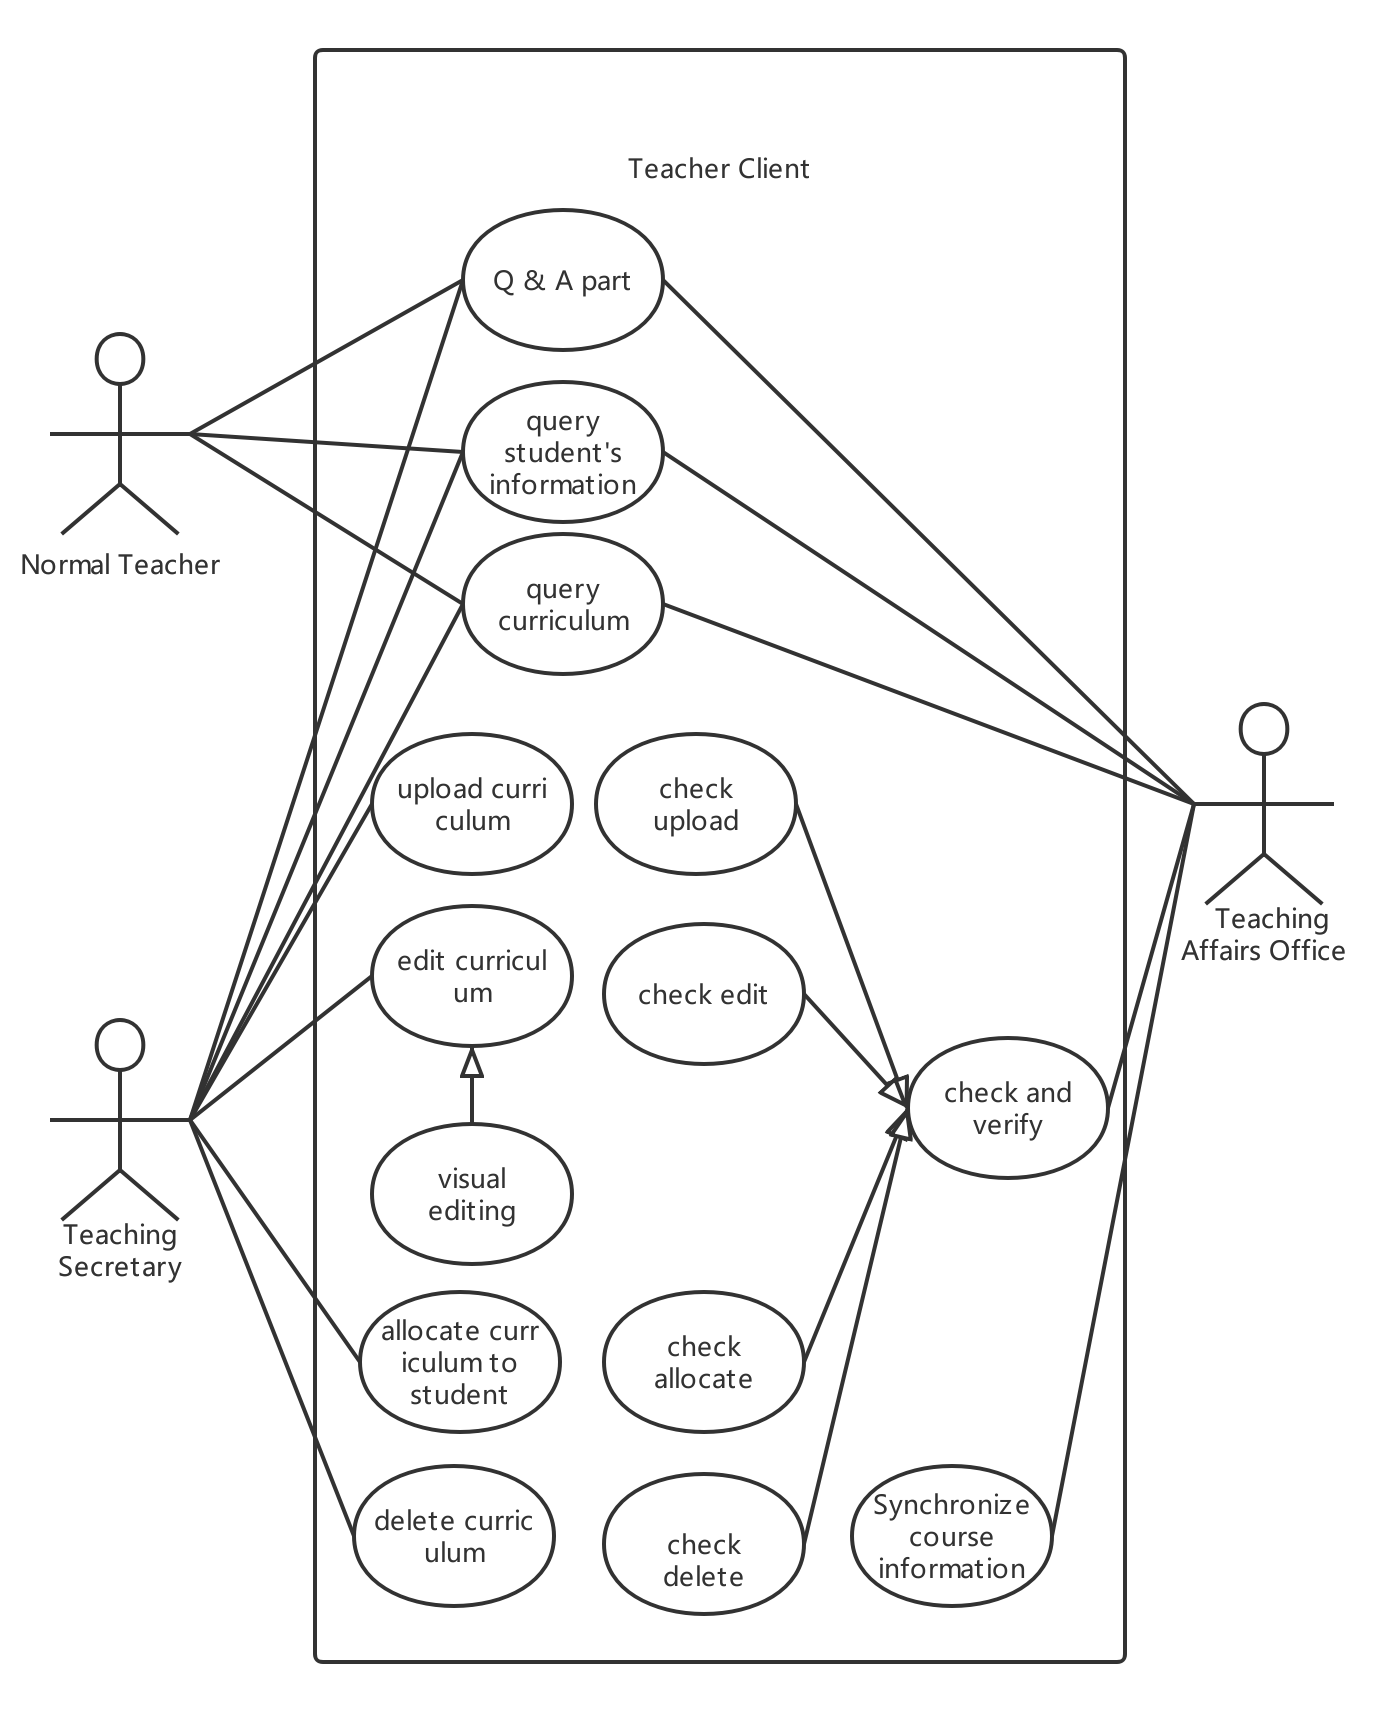 Teacher Client
Q & A part
query
student's
information
Normal Teacher
query
curriculum
upload curri
culum
check
upload
Teaching
Affairs Office
edit curricul
um
check edit
check and
verify
visual
editing
Teaching
Secretary
allocate curr
iculum to
student
check
allocate
delete curric
ulum
check
delete
Synchronize
course
information